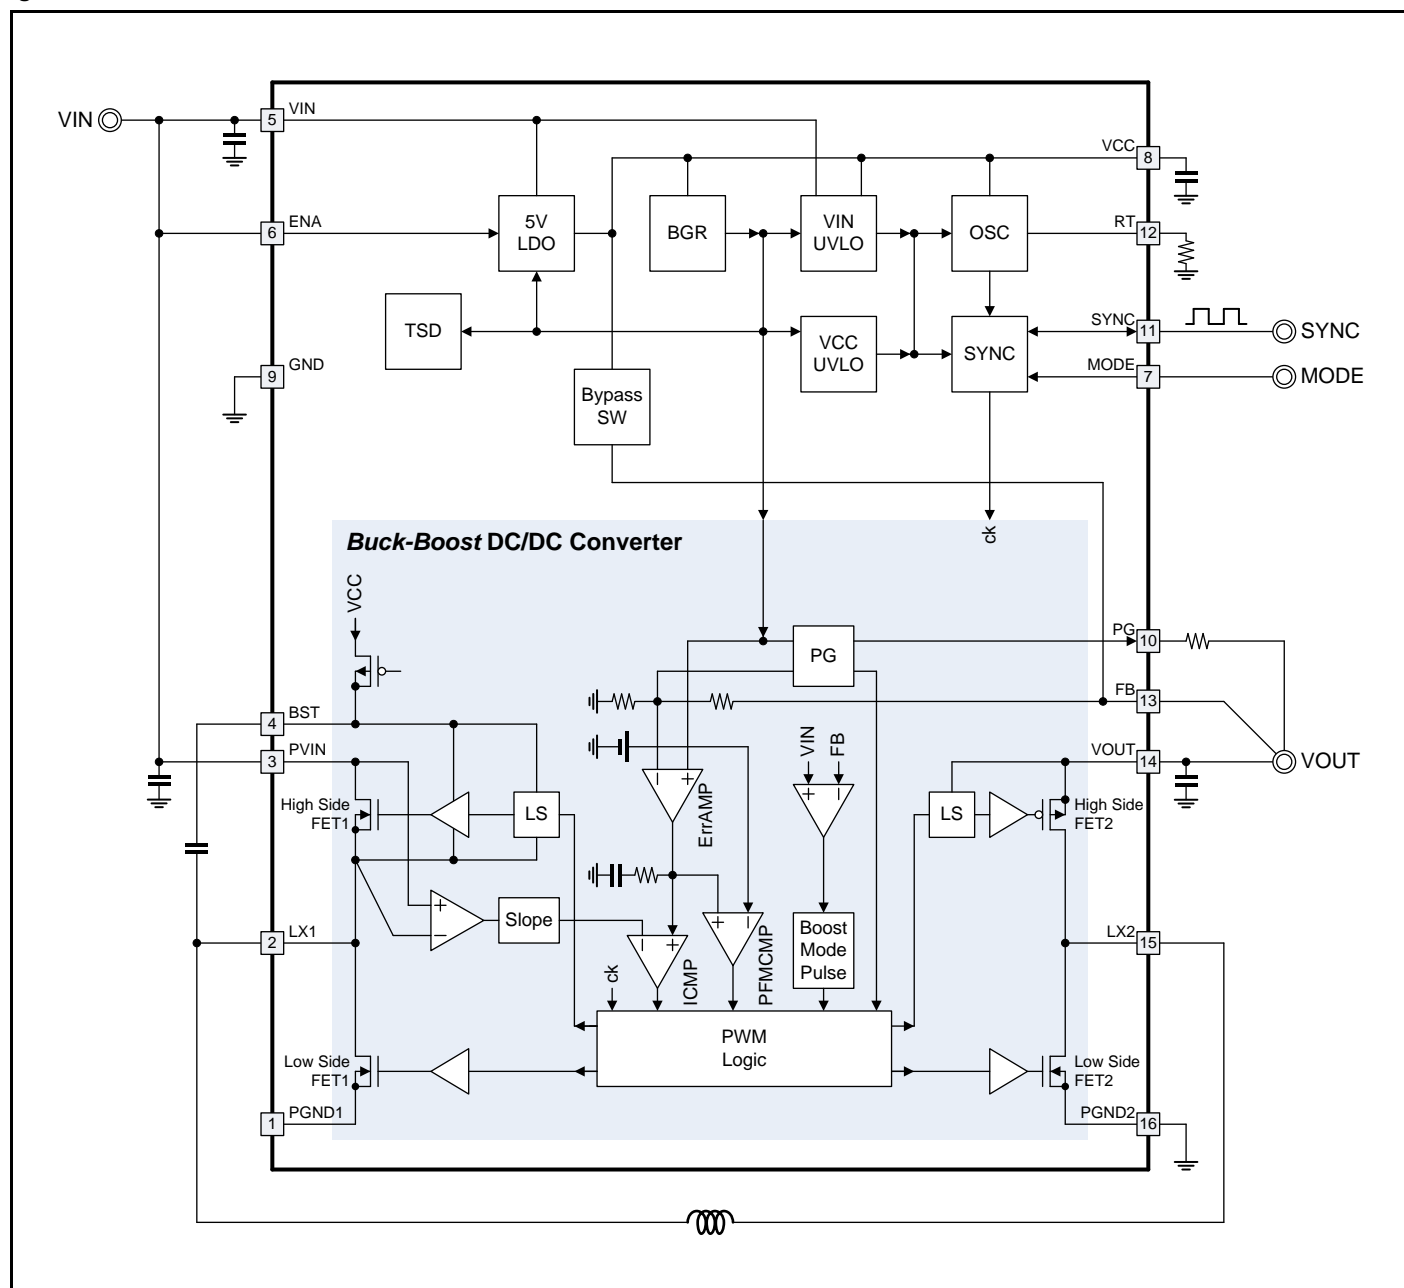 VIN
5
VIN
VCC
8
6
ENA
5V
LDO
BGR
VIN
UVLO
OSC
RT
12
TSD
VCC
UVLO
SYNC
SYNC
11
SYNC
9
GND
MODE
7
MODE
Bypass
SW
ck
Buck-Boost DC/DC Converter
VCC
PG
PG
10
FB
13
4
BST
VIN
FB
3
PVIN
VOUT
14
VOUT
High Side
FET1
LS
ErrAMP
LS
High Side
FET2
Slope
Boost
Mode
Pulse
2
LX1
LX2
15
ck
ICMP
PFMCMP
PWM
Logic
Low Side
FET1
Low Side
FET2
1
PGND1
PGND2
16